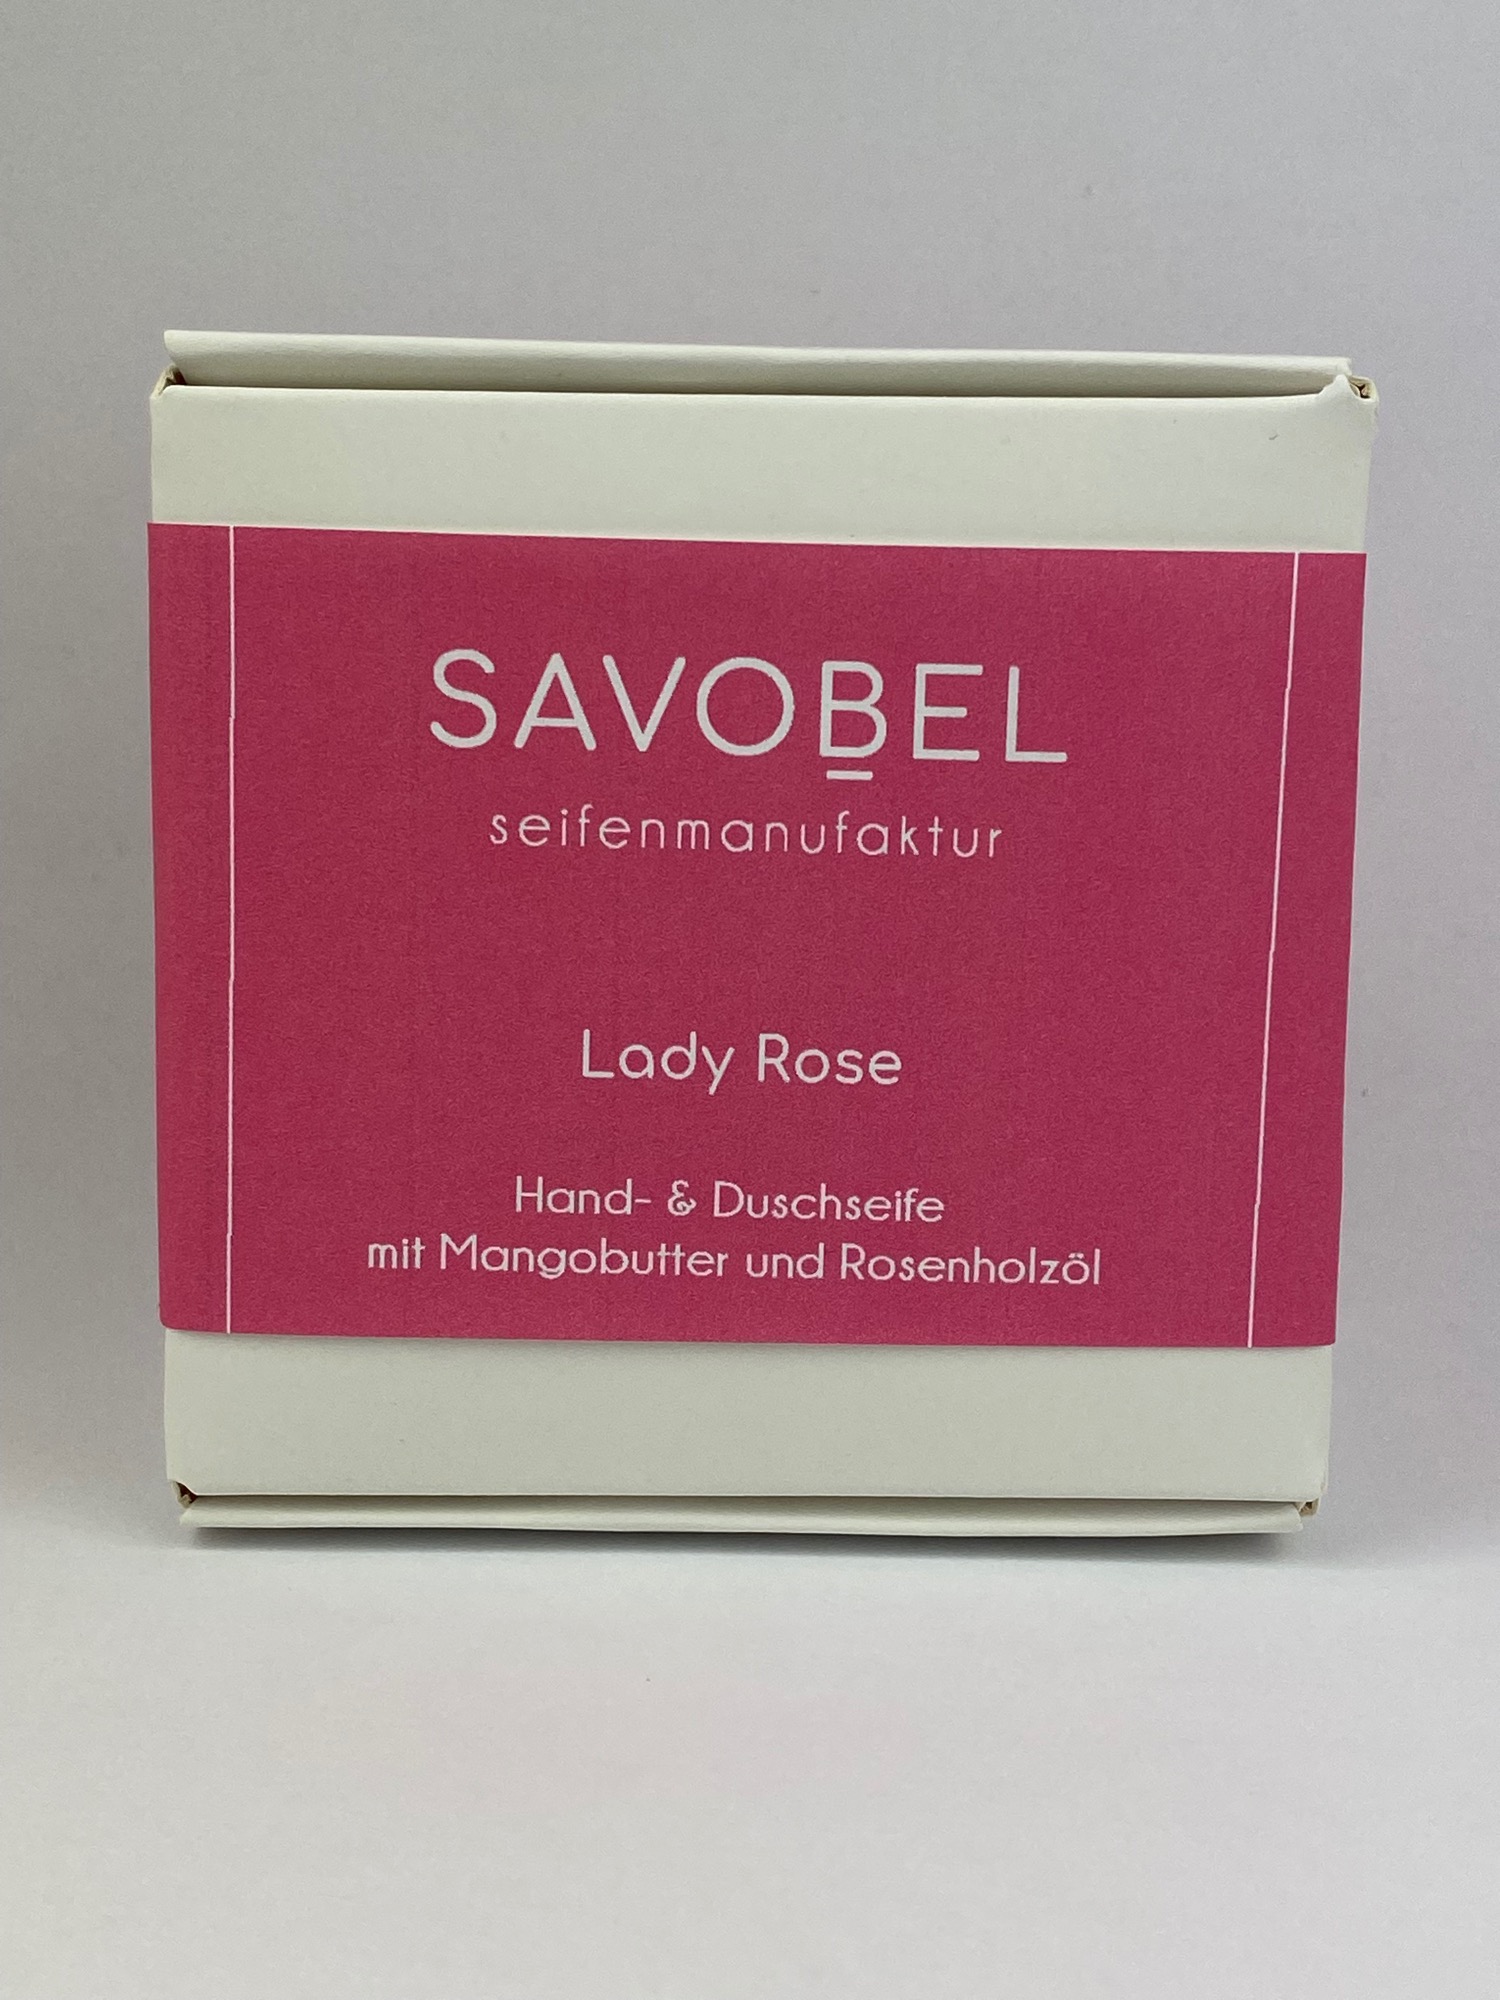 SAVOBEL
seifenmanufaktur
Lady Rose
Hand- & Duschseife
mit Mangobutter und Rosenholzöl